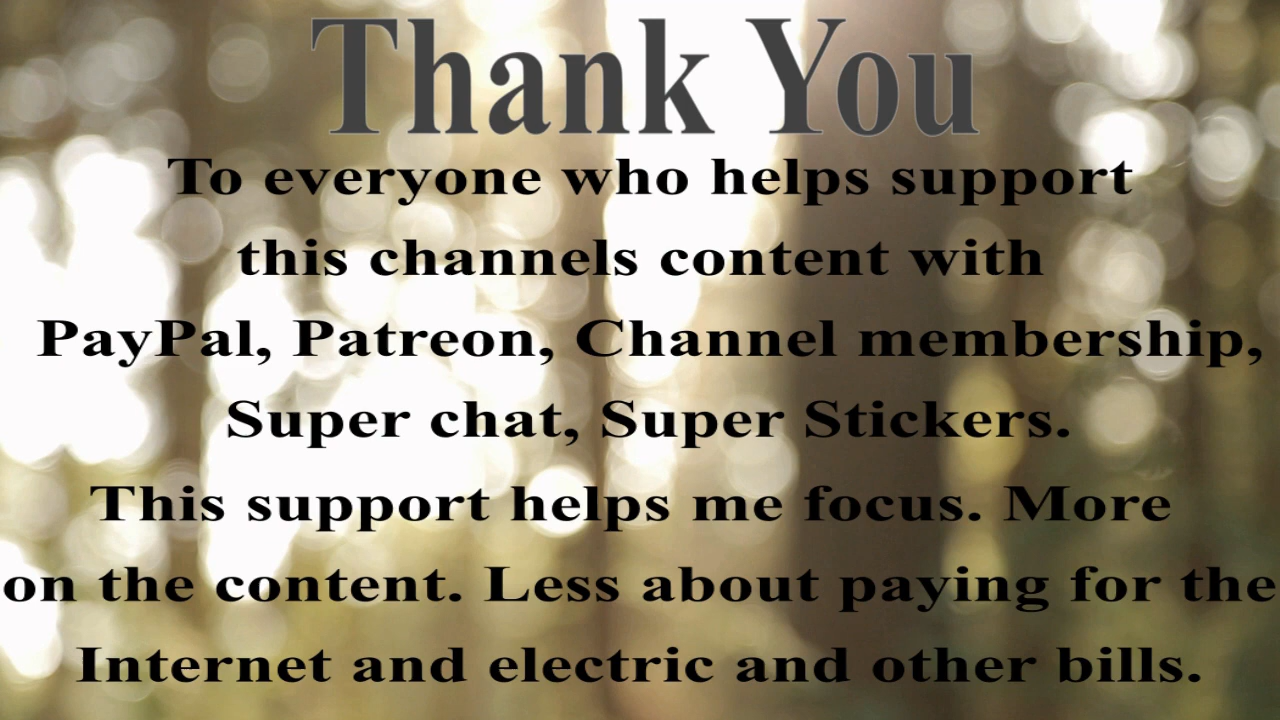 Thank You
To everyone who helps support
this channels content with
PayPal, Patreon, Channel membership,
Super chat, Super Stickers.
This support helps me focus. More
on the content. Less about paying for the
Internet and electric and other bills.